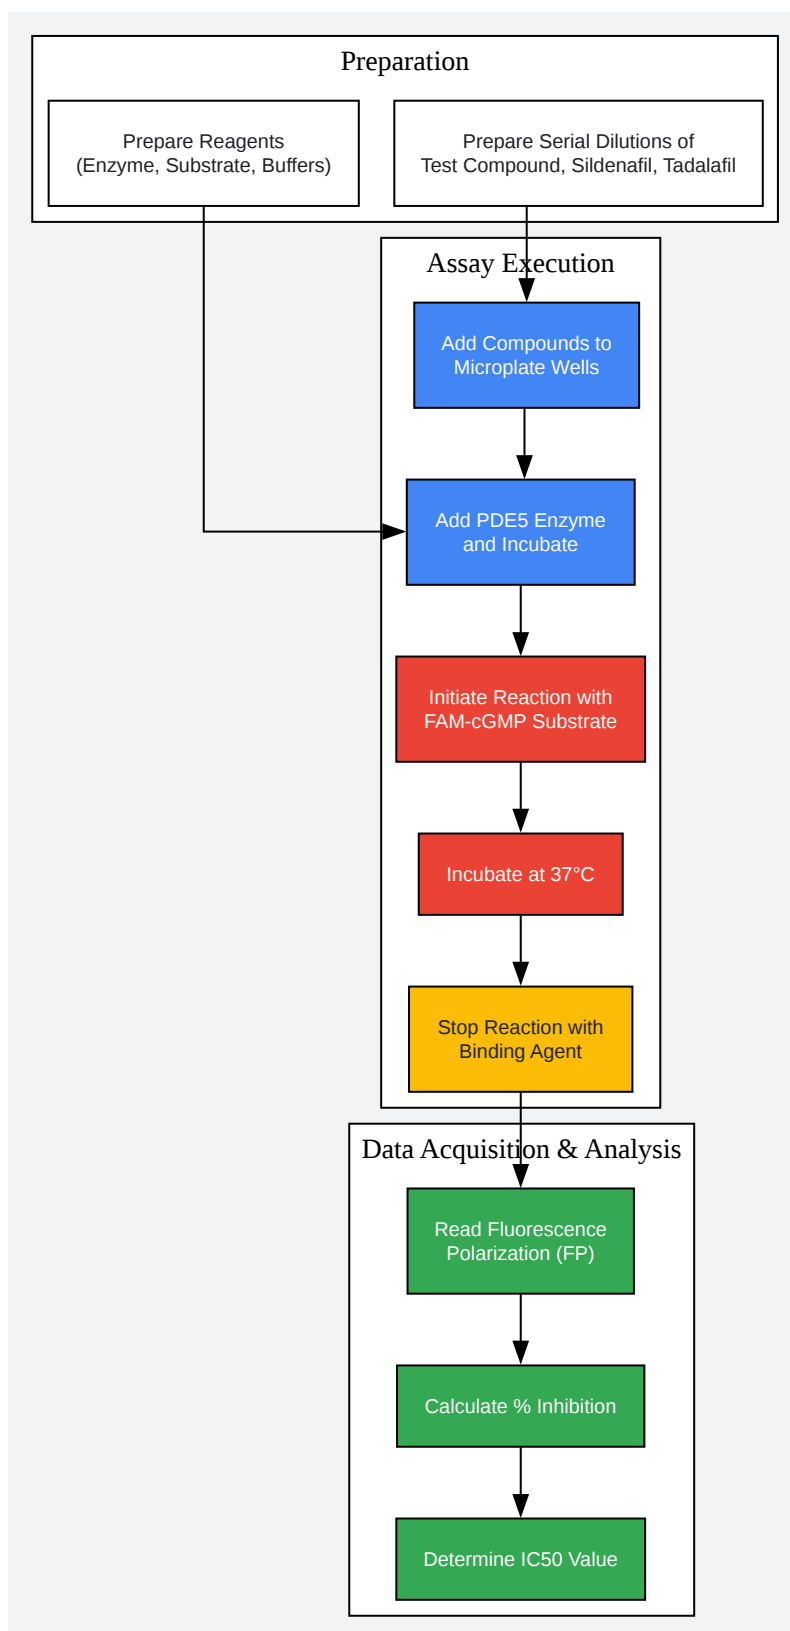 Preparation
Prepare Reagents
(Enzyme, Substrate, Buffers)
Prepare Serial Dilutions of
Test Compound, Sildenafil, Tadalafil
Assay Execution
Add Compounds to
Microplate Wells
Add PDE5 Enzyme
and Incubate
Initiate Reaction with
FAM-cGMP Substrate
Incubate at 37°C
Stop Reaction with
Binding Agent
Data Acquisition & Analysis
Read Fluorescence
Polarization (FP)
Calculate % Inhibition
Determine IC50 Value